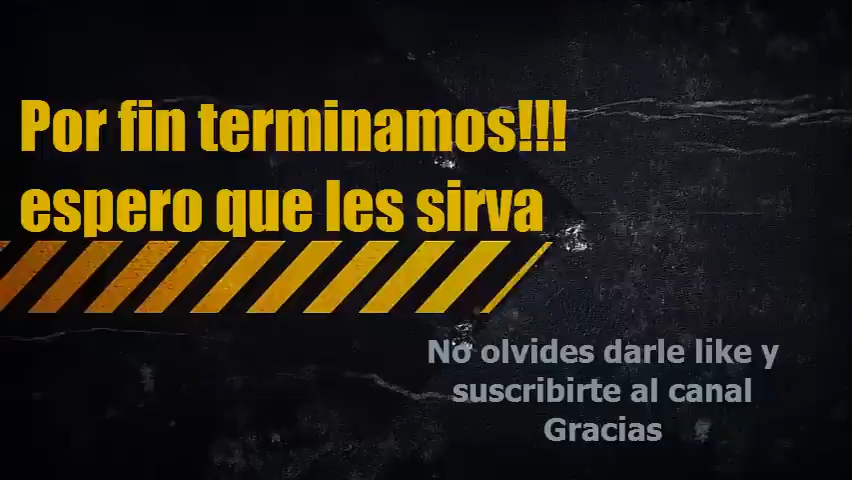 Por fin terminamos!!!
espero que les sirva
No olvides darle like y
suscribirte al canal
Gracias